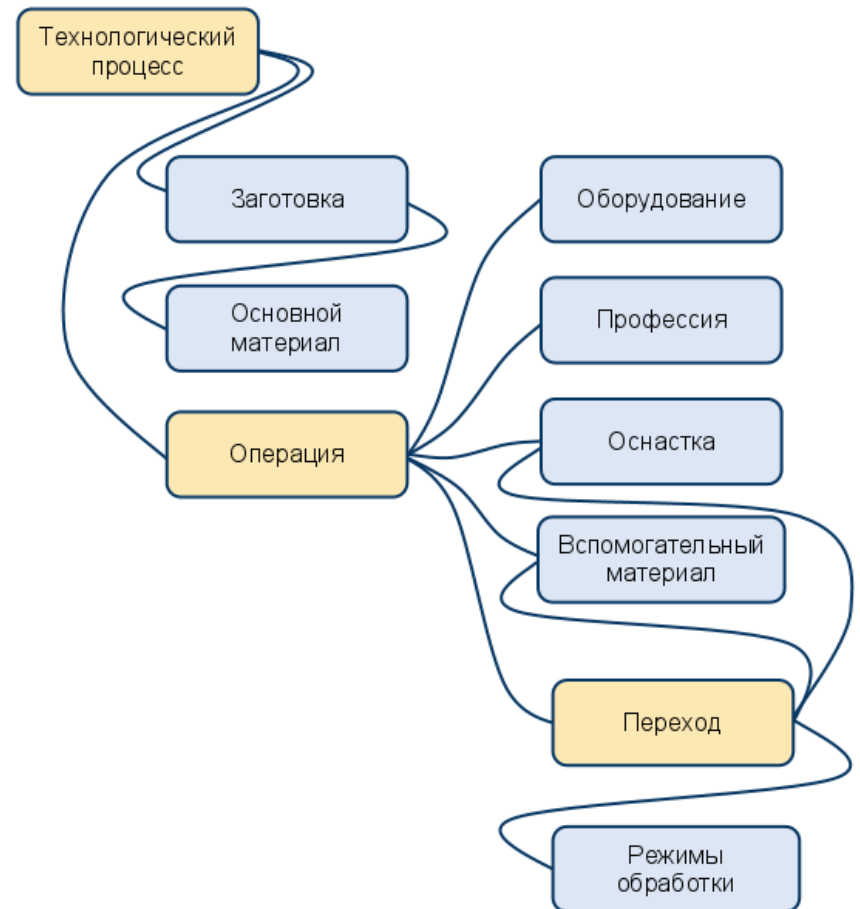 Технологический
процесс
Заготовка
Основной
материал
Операция
Оборудование
Профессия
Оснастка
Вспомогательный
материал
Переход
Режимы
обработки